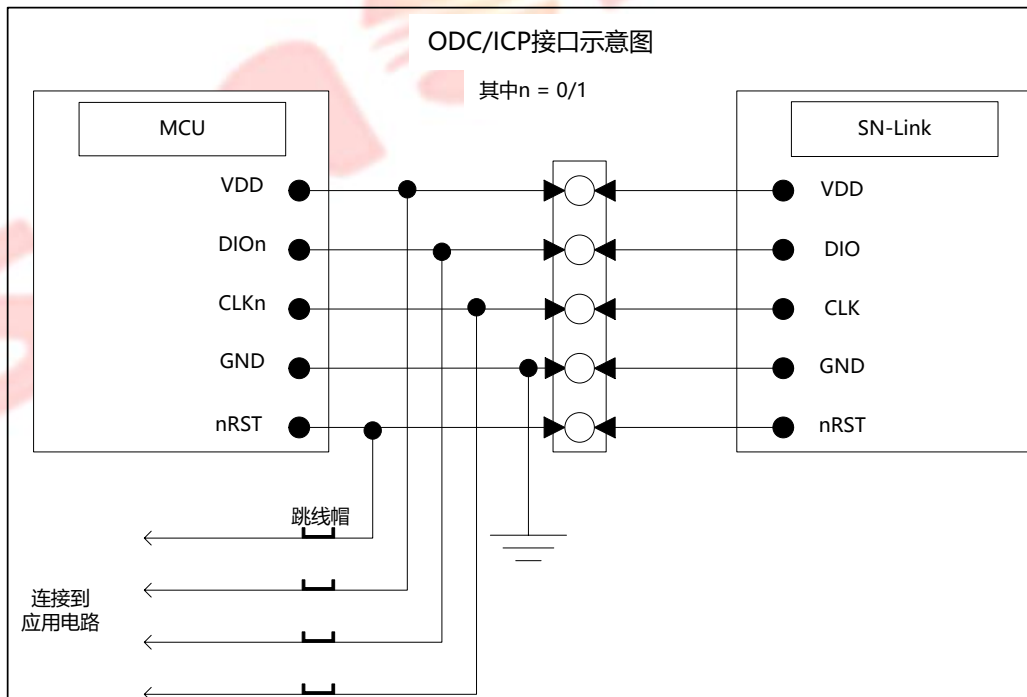 ODC/ICP接口示意图
其中n = 0/1
MCU
SN-Link
VDD
VDD
DIOn
DIO
CLKn
CLK
GND
GND
nRST
nRST
跳线帽
连接到
应用电路